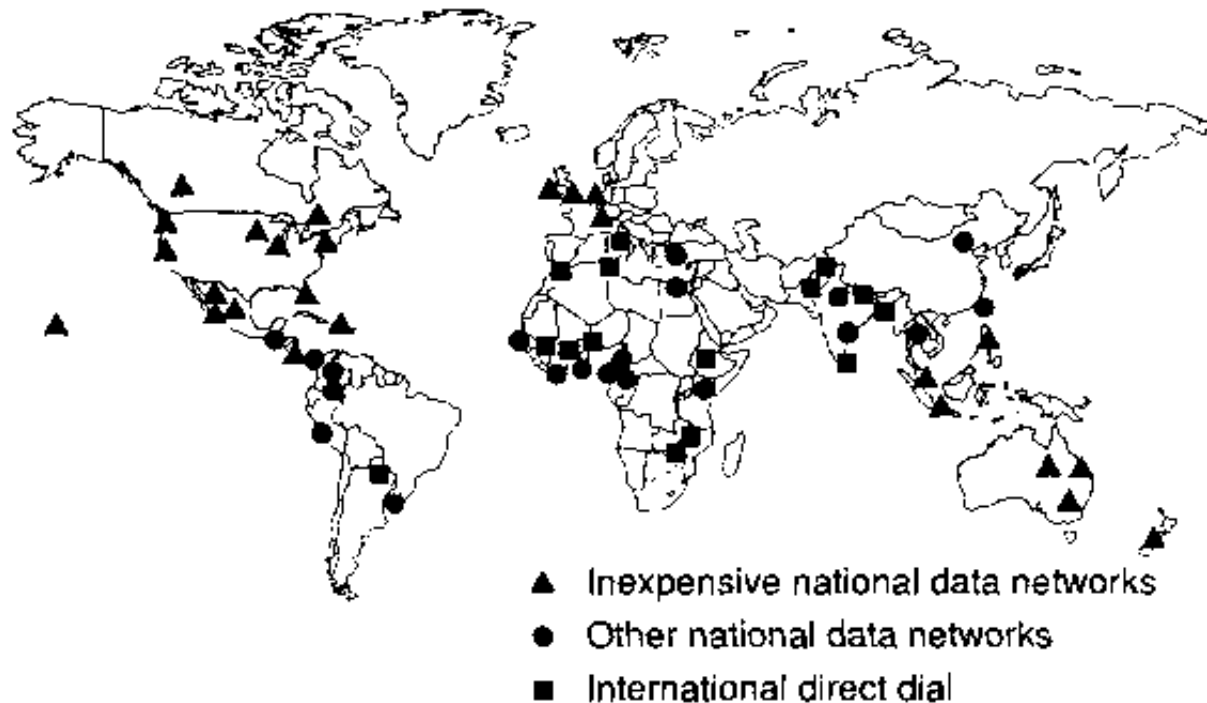 Inexpensive national data networks
Other national data networks
International direct dial